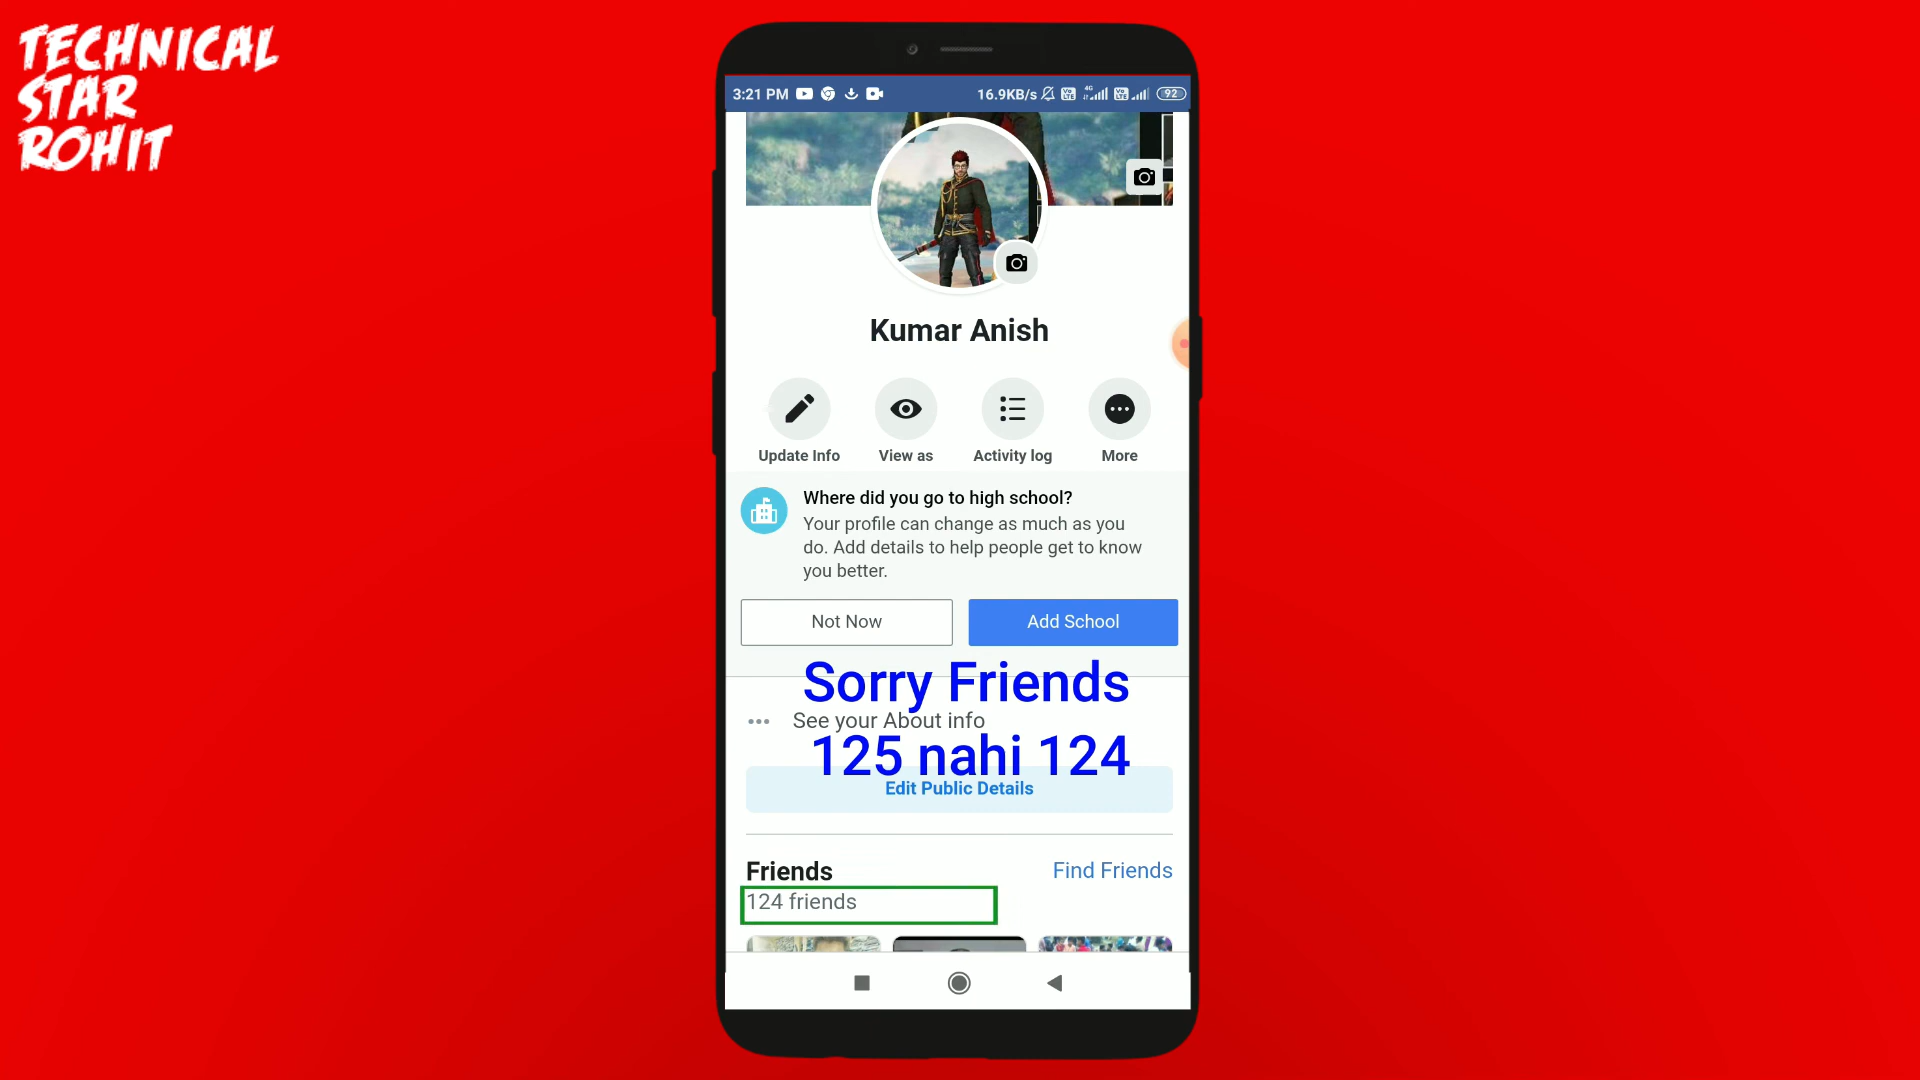 TECHNICAL
STAR
ROHIT
3:21 PM 16.9KB/s 4G 92
Kumar Anish
Update Info View as Activity log More
Where did you go to high school?
Your profile can change as much as you
do. Add details to help people get to know
you better.
Not Now Add School
Sorry Friends
See your About info
125 nahi 124
Edit Public Details
Friends Find Friends
124 friends